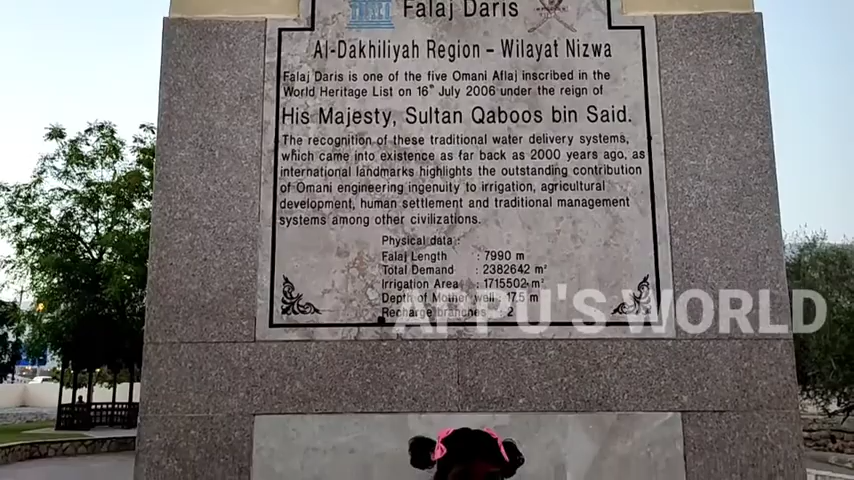 Falaj Daris
Al-Dakhiliyah Region - Wilayat Nizwa
Falaj Daris is one of the five Omani Aflaj inscribed in the
World Heritage List on 16th July 2006 under the reign of
His Majesty, Sultan Qaboos bin Said.
The recognition of these traditional water delivery systems,
which came into existence as far back as 2000 years ago, as
international landmarks highlights the outstanding contribution
of Omani engineering ingenuity to irrigation, agricultural
development, human settlement and traditional management
systems among other civilizations.
Physical data:
Falaj Length : 7990 m
Total Demand : 2382642 m²
Irrigation Area : 1715502 m²
Depth of Mother well : 17.5 m
Recharge branches : 2
APPU'S WORLD